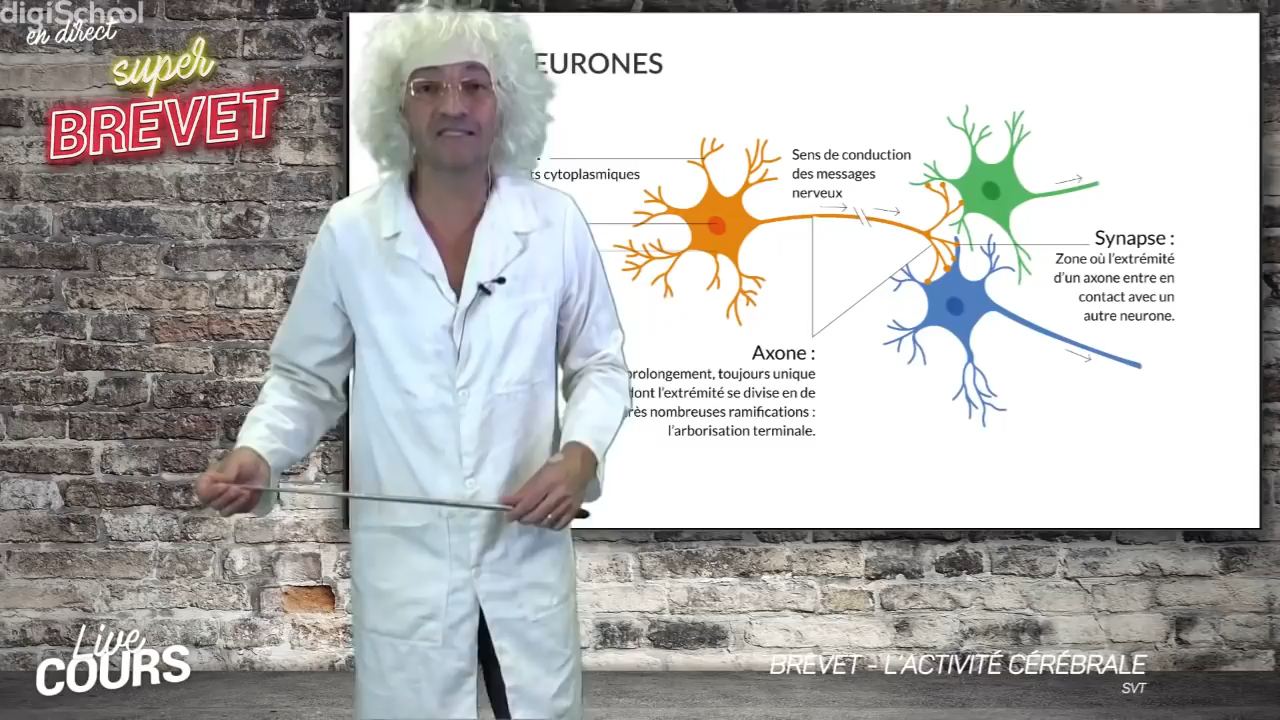 digiSchool
en direct
super
BREVET
EURONES
ts cytoplasmiques
Sens de conduction
des messages
nerveux
Synapse :
Zone où l'extrémité
d'un axone entre en
contact avec un
autre neurone.
Axone :
prolongement, toujours unique
dont l'extrémité se divise en de
rès nombreuses ramifications :
l'arborisation terminale.
Live
COURS
BREVET - L'ACTIVITÉ CÉRÉBRALE
SVT